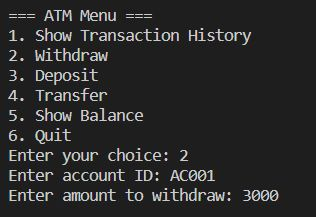 === ATM Menu ===
1. Show Transaction History
2. Withdraw
3. Deposit
4. Transfer
5. Show Balance
6. Quit
Enter your choice: 2
Enter account ID: AC001
Enter amount to withdraw: 3000